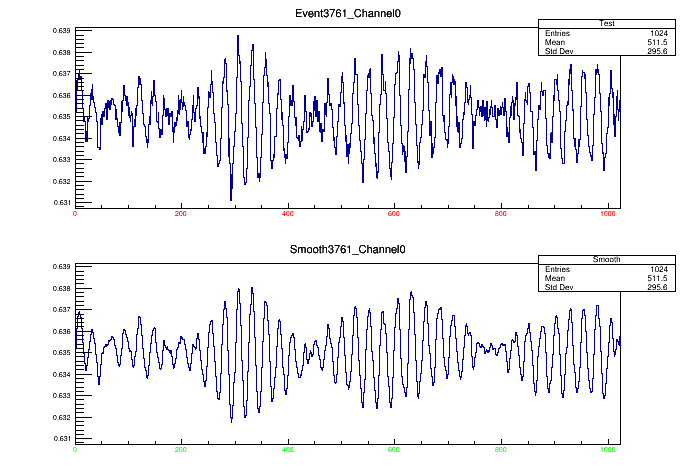 Event3761_Channel0
Test
Entries 1024
Mean 511.5
Std Dev 295.6
0.639
0.638
0.637
0.636
0.635
0.634
0.633
0.632
0.631
0 200 400 600 800 1000
Smooth3761_Channel0
Smooth
Entries 1024
Mean 511.5
Std Dev 295.6
0.639
0.638
0.637
0.636
0.635
0.634
0.633
0.632
0.631
0 200 400 600 800 1000